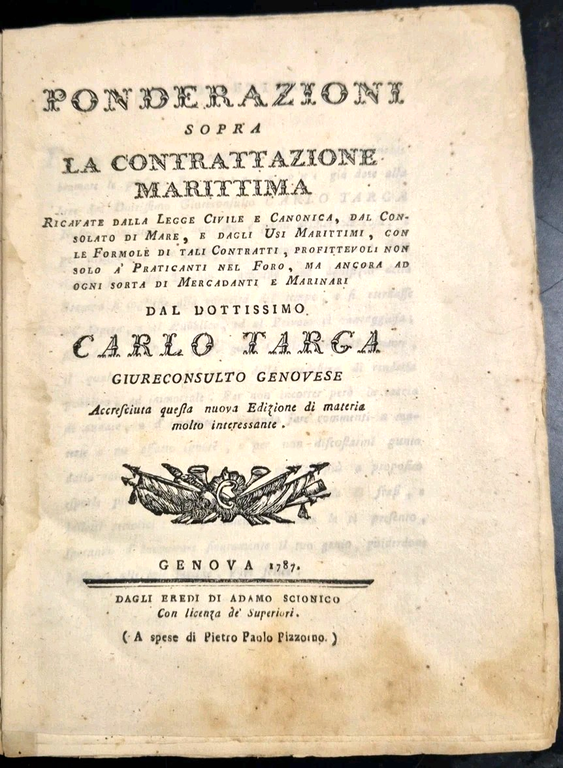 PONDERAZIONI
SOPRA
LA CONTRATTAZIONE
MARITTIMA
RICAVATE DALLA LEGGE CIVILE E CANONICA, DAL CON-
SOLATO DI MARE, E DAGLI USI MARITTIMI, CON
LE FORMOLE DI TALI CONTRATTI, PROFITTEVOLI NON
SOLO A' PRATICANTI NEL FORO, MA ANCORA AD
OGNI SORTA DI MERCADANTI E MARINARI
DAL DOTTISSIMO
CARLO TARGA
GIURECONSULTO GENOVESE
Accreſciuta queſta nuova Edizione di materia
molto intereſſante.
GENOVA 1787.
DAGLI EREDI DI ADAMO SCIONICO
Con licenza de' Superiori.
( A spese di Pietro Paolo Pizzorno. )